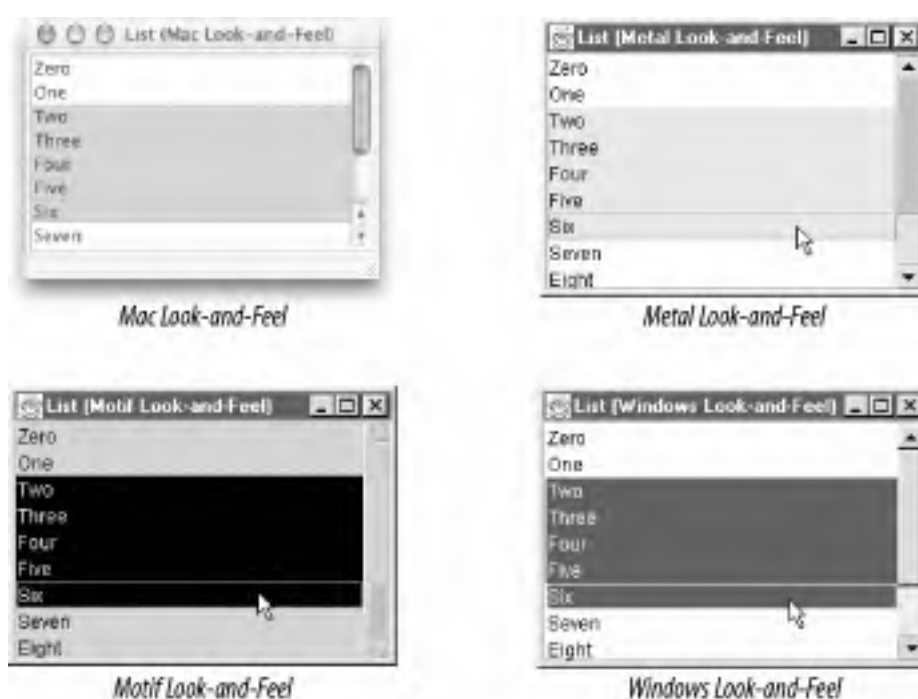 List (Mac Look-and-Feel)
Zero
One
Two
Three
Four
Five
Six
Seven
Mac Look-and-Feel
List (Metal Look-and-Feel)
Zero
One
Two
Three
Four
Five
Six
Seven
Eight
Metal Look-and-Feel
List (Motif Look-and-Feel)
Zero
One
Two
Three
Four
Five
Six
Seven
Eight
Motif Look-and-Feel
List (Windows Look-and-Feel)
Zero
One
Two
Three
Four
Five
Six
Seven
Eight
Windows Look-and-Feel